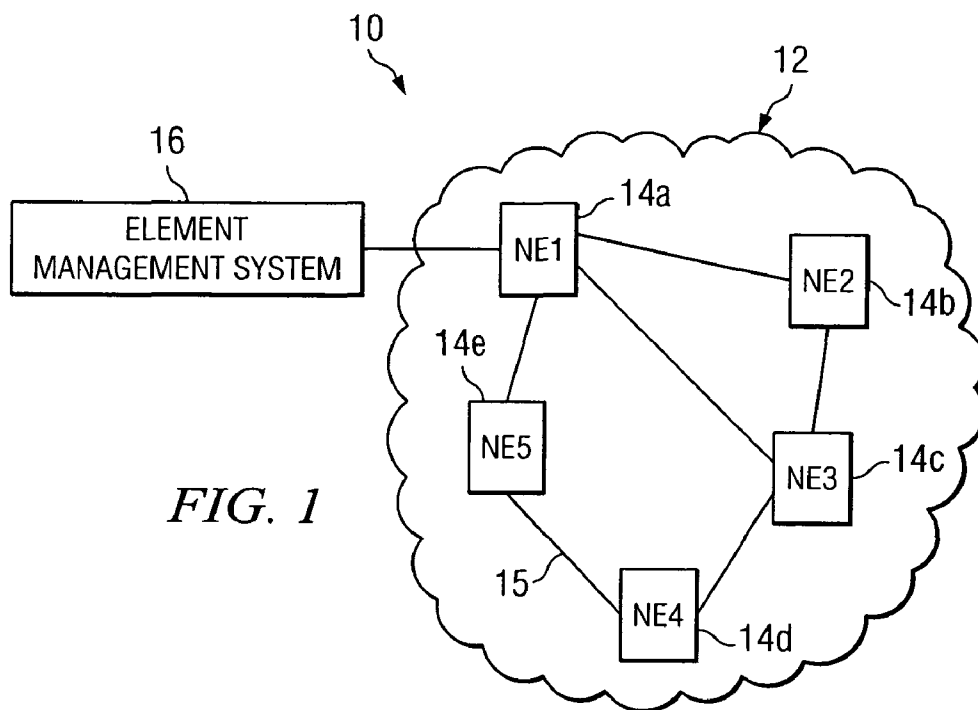 10
12
16
ELEMENT
MANAGEMENT SYSTEM
14a
NE1
NE2
14b
14e
NE5
NE3
14c
FIG. 1
15
NE4
14d